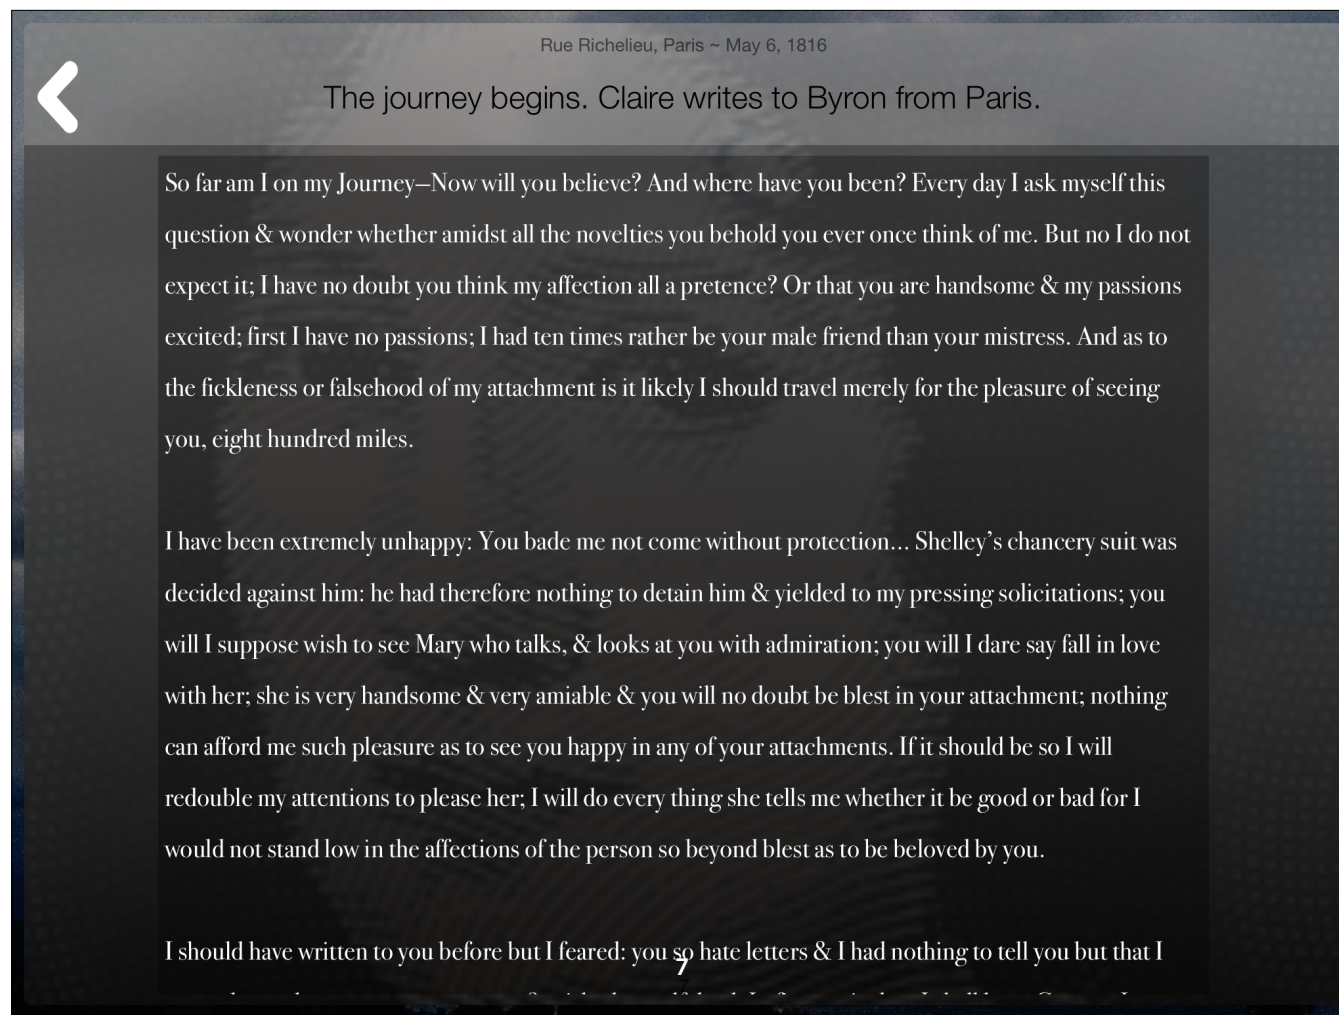 Rue Richelieu, Paris ~ May 6, 1816
The journey begins. Claire writes to Byron from Paris.
So far am I on my Journey—Now will you believe? And where have you been? Every day I ask myself this
question & wonder whether amidst all the novelties you behold you ever once think of me. But no I do not
expect it; I have no doubt you think my affection all a pretence? Or that you are handsome & my passions
excited; first I have no passions; I had ten times rather be your male friend than your mistress. And as to
the fickleness or falsehood of my attachment is it likely I should travel merely for the pleasure of seeing
you, eight hundred miles.
I have been extremely unhappy: You bade me not come without protection... Shelley’s chancery suit was
decided against him: he had therefore nothing to detain him & yielded to my pressing solicitations; you
will I suppose wish to see Mary who talks, & looks at you with admiration; you will I dare say fall in love
with her; she is very handsome & very amiable & you will no doubt be blest in your attachment; nothing
can afford me such pleasure as to see you happy in any of your attachments. If it should be so I will
redouble my attentions to please her; I will do every thing she tells me whether it be good or bad for I
would not stand low in the affections of the person so beyond blest as to be beloved by you.
I should have written to you before but I feared: you so hate letters & I had nothing to tell you but that I
7